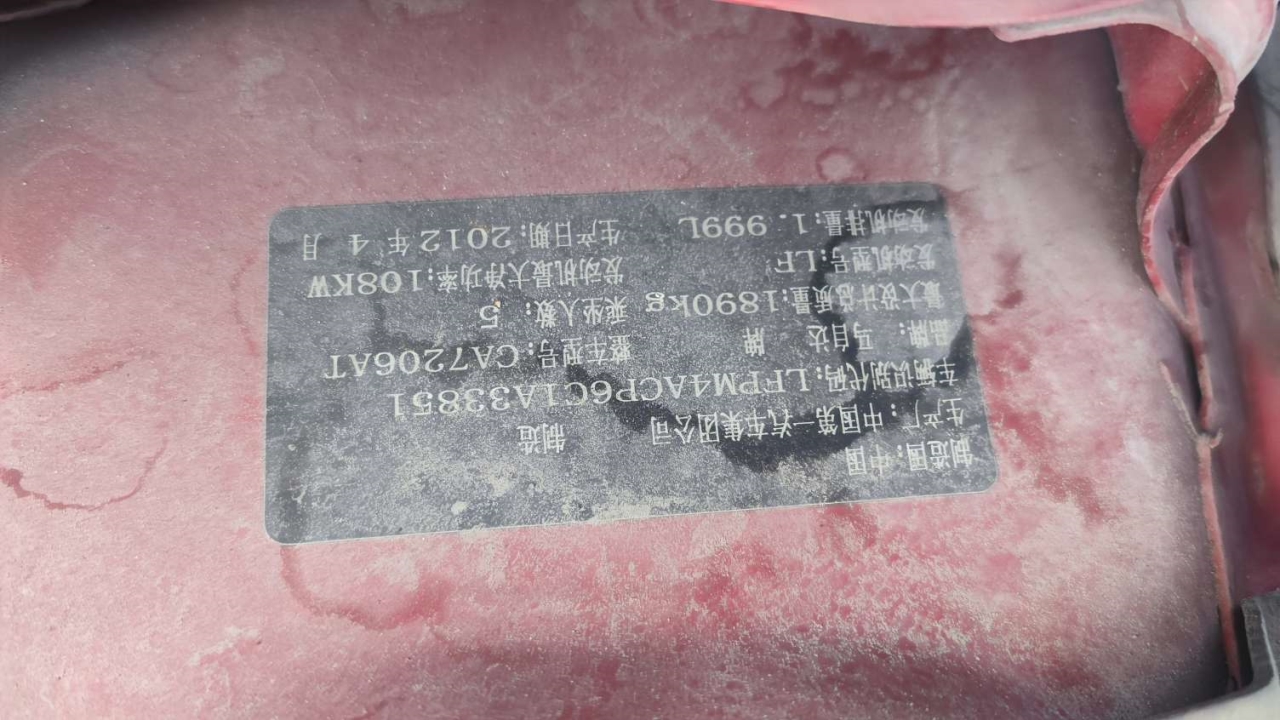 制造国:中国
生产厂:中国第一汽车集团公司 制造
车辆识别代码:LFPM4ACP6C1A33851
品牌: 马自达 牌 整车型号:CA7206AT
最大设计总质量:1890kg 乘坐人数: 5
发动机型号:LF 发动机最大净功率:108KW
发动机排量:1.999L 生产日期:2012年4月